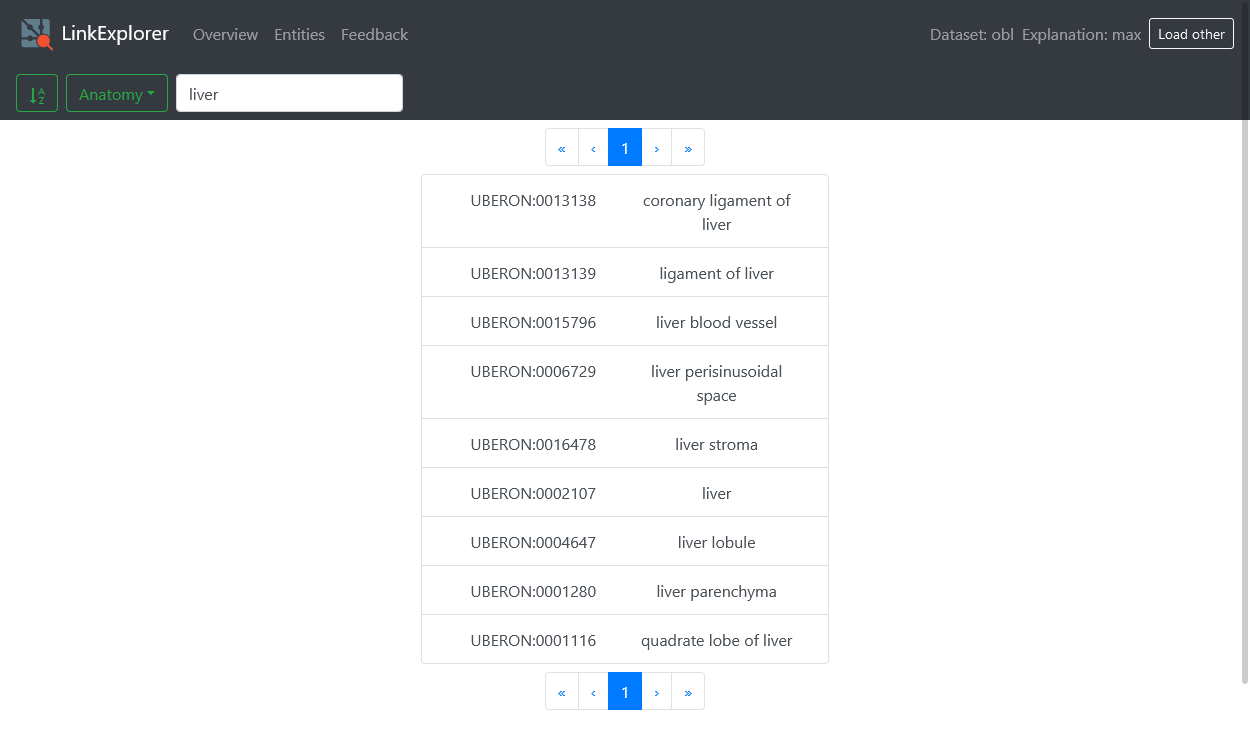 LinkExplorer Overview Entities Feedback Dataset: obl Explanation: max Load other
Anatomy liver
« ‹ 1 › »
UBERON:0013138 coronary ligament of
liver
UBERON:0013139 ligament of liver
UBERON:0015796 liver blood vessel
UBERON:0006729 liver perisinusoidal
space
UBERON:0016478 liver stroma
UBERON:0002107 liver
UBERON:0004647 liver lobule
UBERON:0001280 liver parenchyma
UBERON:0001116 quadrate lobe of liver
« ‹ 1 › »